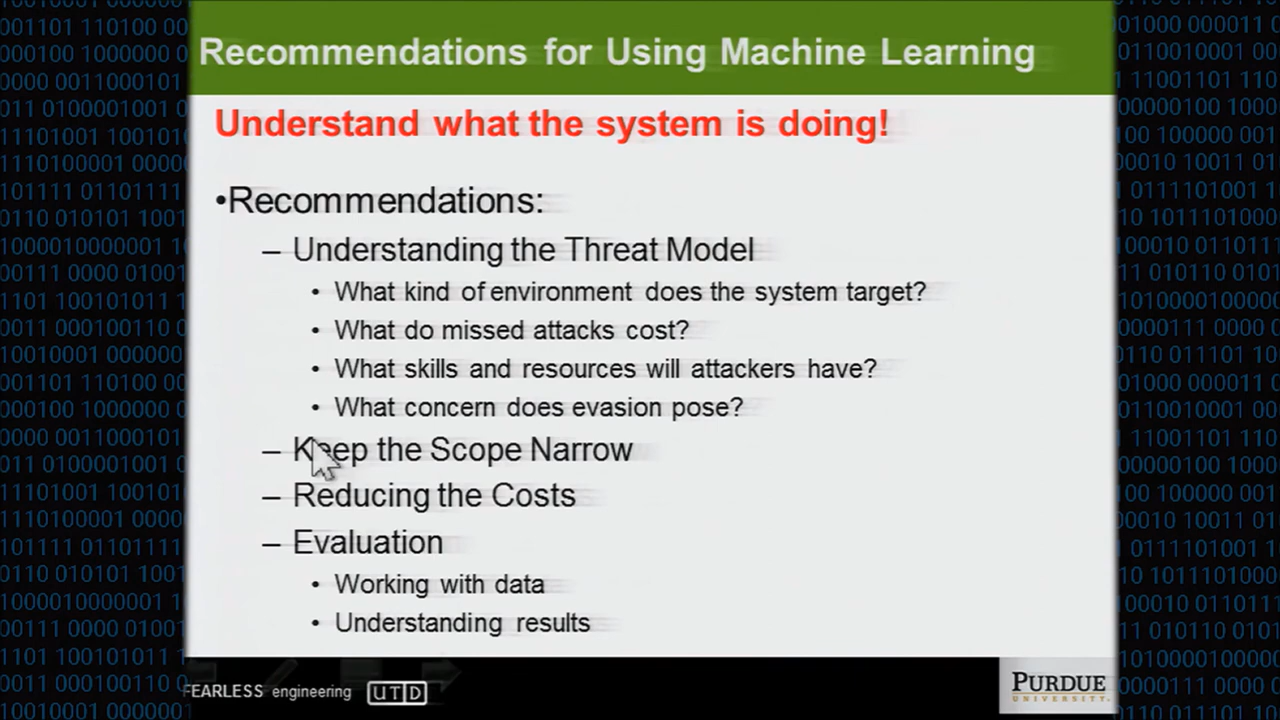 Recommendations for Using Machine Learning
Understand what the system is doing!
•Recommendations:
– Understanding the Threat Model
• What kind of environment does the system target?
• What do missed attacks cost?
• What skills and resources will attackers have?
• What concern does evasion pose?
– Keep the Scope Narrow
– Reducing the Costs
– Evaluation
• Working with data
• Understanding results
FEARLESS engineering
UTD
PURDUE
UNIVERSITY